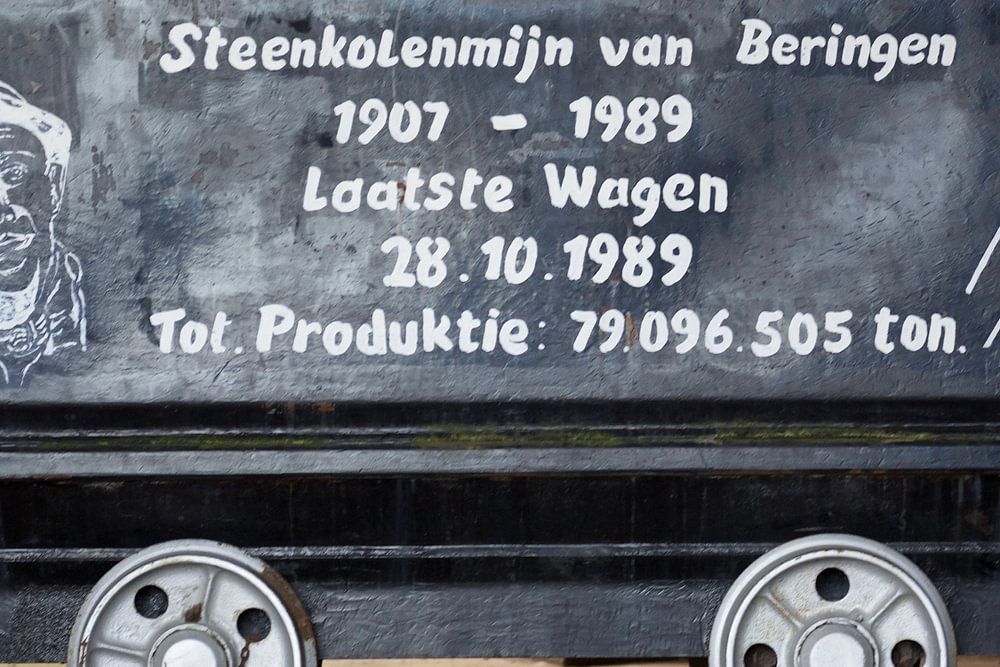 Steenkolenmijn van Beringen
1907 - 1989
Laatste Wagen
28.10.1989
Tot. Produktie: 79.096.505 ton.